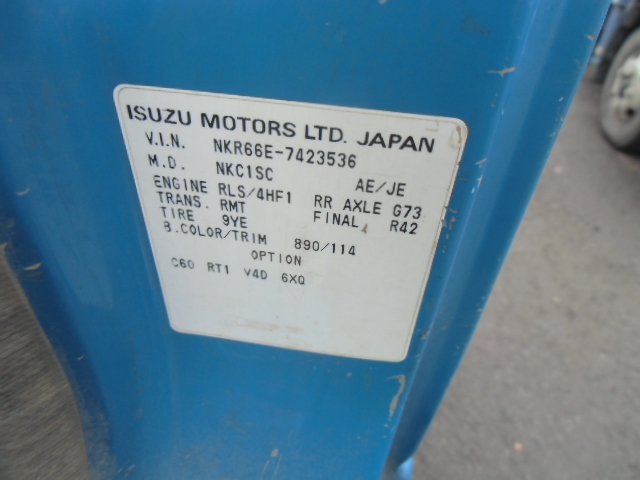 ISUZU MOTORS LTD. JAPAN
V.I.N. NKR66E-7423536
M.D. NKC1SC AE/JE
ENGINE RLS/4HF1 RR AXLE G73
TRANS. RMT FINAL R42
TIRE 9YE
B.COLOR/TRIM 890/114
OPTION
C60 RT1 V4D 6XQ